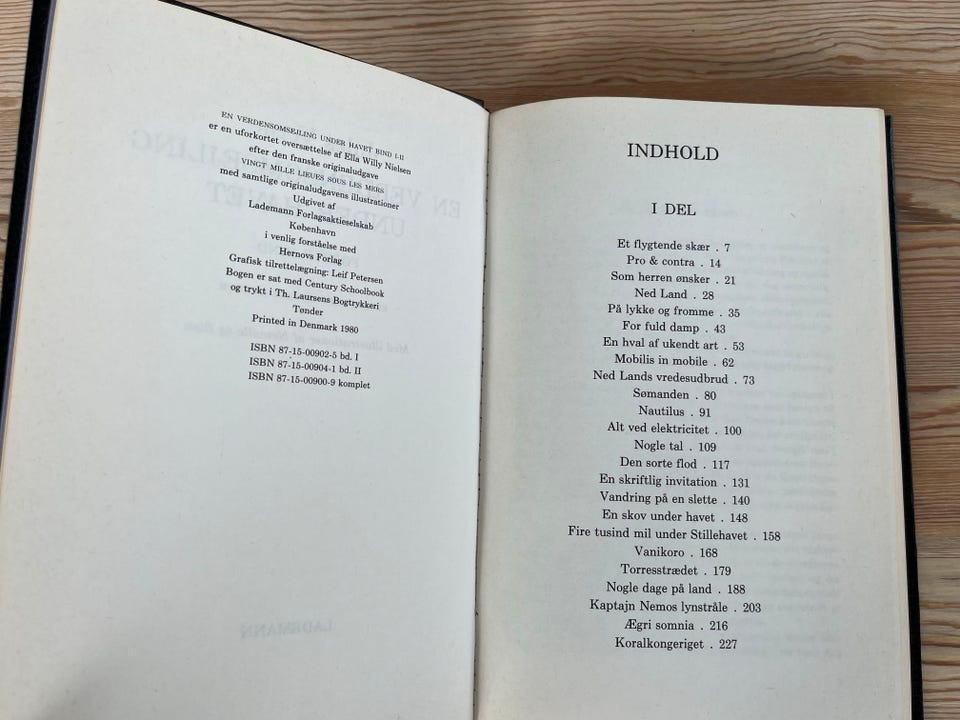 EN VERDENSOMSEJLING UNDER HAVET BIND I-II
er en uforkortet oversættelse af Ella Willy Nielsen
efter den franske originaludgave
VINGT MILLE LIEUES SOUS LES MERS
med samtlige originaludgavens illustrationer
Udgivet af
Lademann Forlagsaktieselskab
København
i venlig forståelse med
Hernovs Forlag
Grafisk tilrettelægning: Leif Petersen
Bogen er sat med Century Schoolbook
og trykt i Th. Laursens Bogtrykkeri
Tønder
Printed in Denmark 1980
ISBN 87-15-00902-5 bd. I
ISBN 87-15-00904-1 bd. II
ISBN 87-15-00900-9 komplet
INDHOLD
I DEL
Et flygtende skær . 7
Pro & contra . 14
Som herren ønsker . 21
Ned Land . 28
På lykke og fromme . 35
For fuld damp . 43
En hval af ukendt art . 53
Mobilis in mobile . 62
Ned Lands vredesudbrud . 73
Sømanden . 80
Nautilus . 91
Alt ved elektricitet . 100
Nogle tal . 109
Den sorte flod . 117
En skriftlig invitation . 131
Vandring på en slette . 140
En skov under havet . 148
Fire tusind mil under Stillehavet . 158
Vanikoro . 168
Torresstrædet . 179
Nogle dage på land . 188
Kaptajn Nemos lynstråle . 203
Ægri somnia . 216
Koralkongeriget . 227